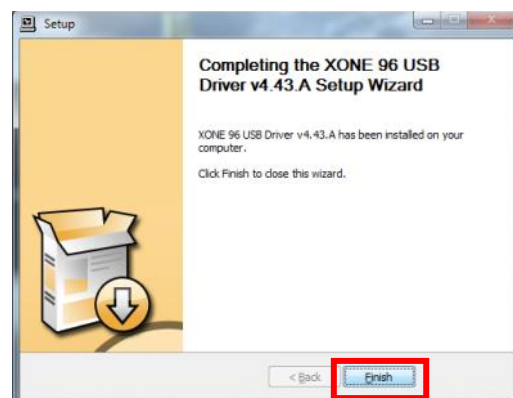 Setup
Completing the XONE 96 USB
Driver v4.43.A Setup Wizard
XONE 96 USB Driver v4.43.A has been installed on your
computer.
Click Finish to close this wizard.
< Back
Finish